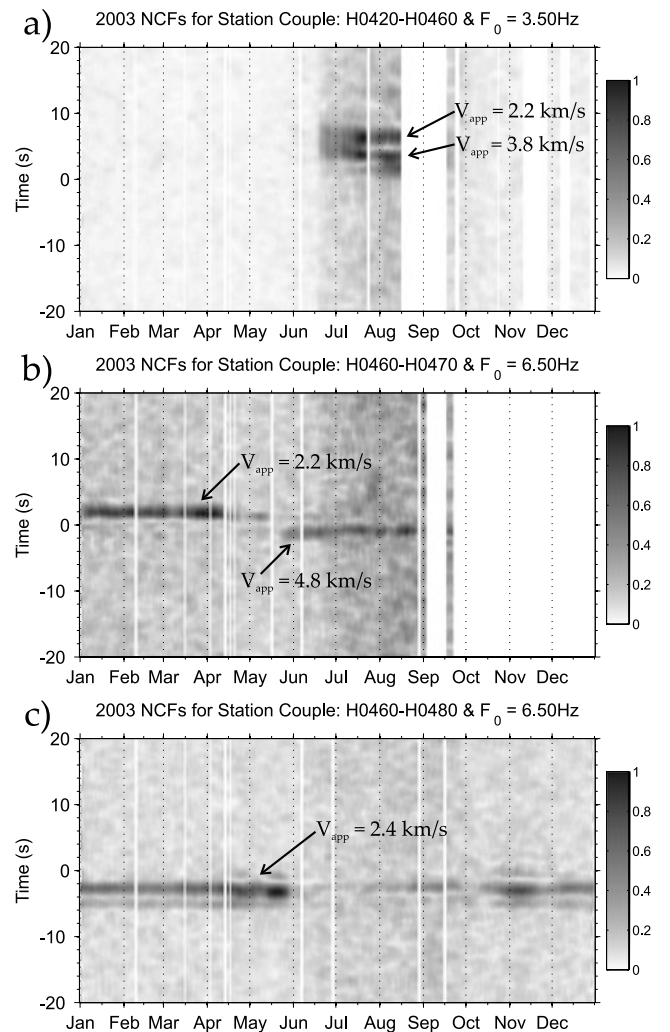 a)
2003 NCFs for Station Couple: H0420-H0460 & F0 = 3.50Hz
20
10
0
-10
-20
Time (s)
Vapp = 2.2 km/s
Vapp = 3.8 km/s
Jan Feb Mar Apr May Jun Jul Aug Sep Oct Nov Dec
1
0.8
0.6
0.4
0.2
0
b)
2003 NCFs for Station Couple: H0460-H0470 & F0 = 6.50Hz
20
10
0
-10
-20
Time (s)
Vapp = 2.2 km/s
Vapp = 4.8 km/s
Jan Feb Mar Apr May Jun Jul Aug Sep Oct Nov Dec
1
0.8
0.6
0.4
0.2
0
c)
2003 NCFs for Station Couple: H0460-H0480 & F0 = 6.50Hz
20
10
0
-10
-20
Time (s)
Vapp = 2.4 km/s
Jan Feb Mar Apr May Jun Jul Aug Sep Oct Nov Dec
1
0.8
0.6
0.4
0.2
0